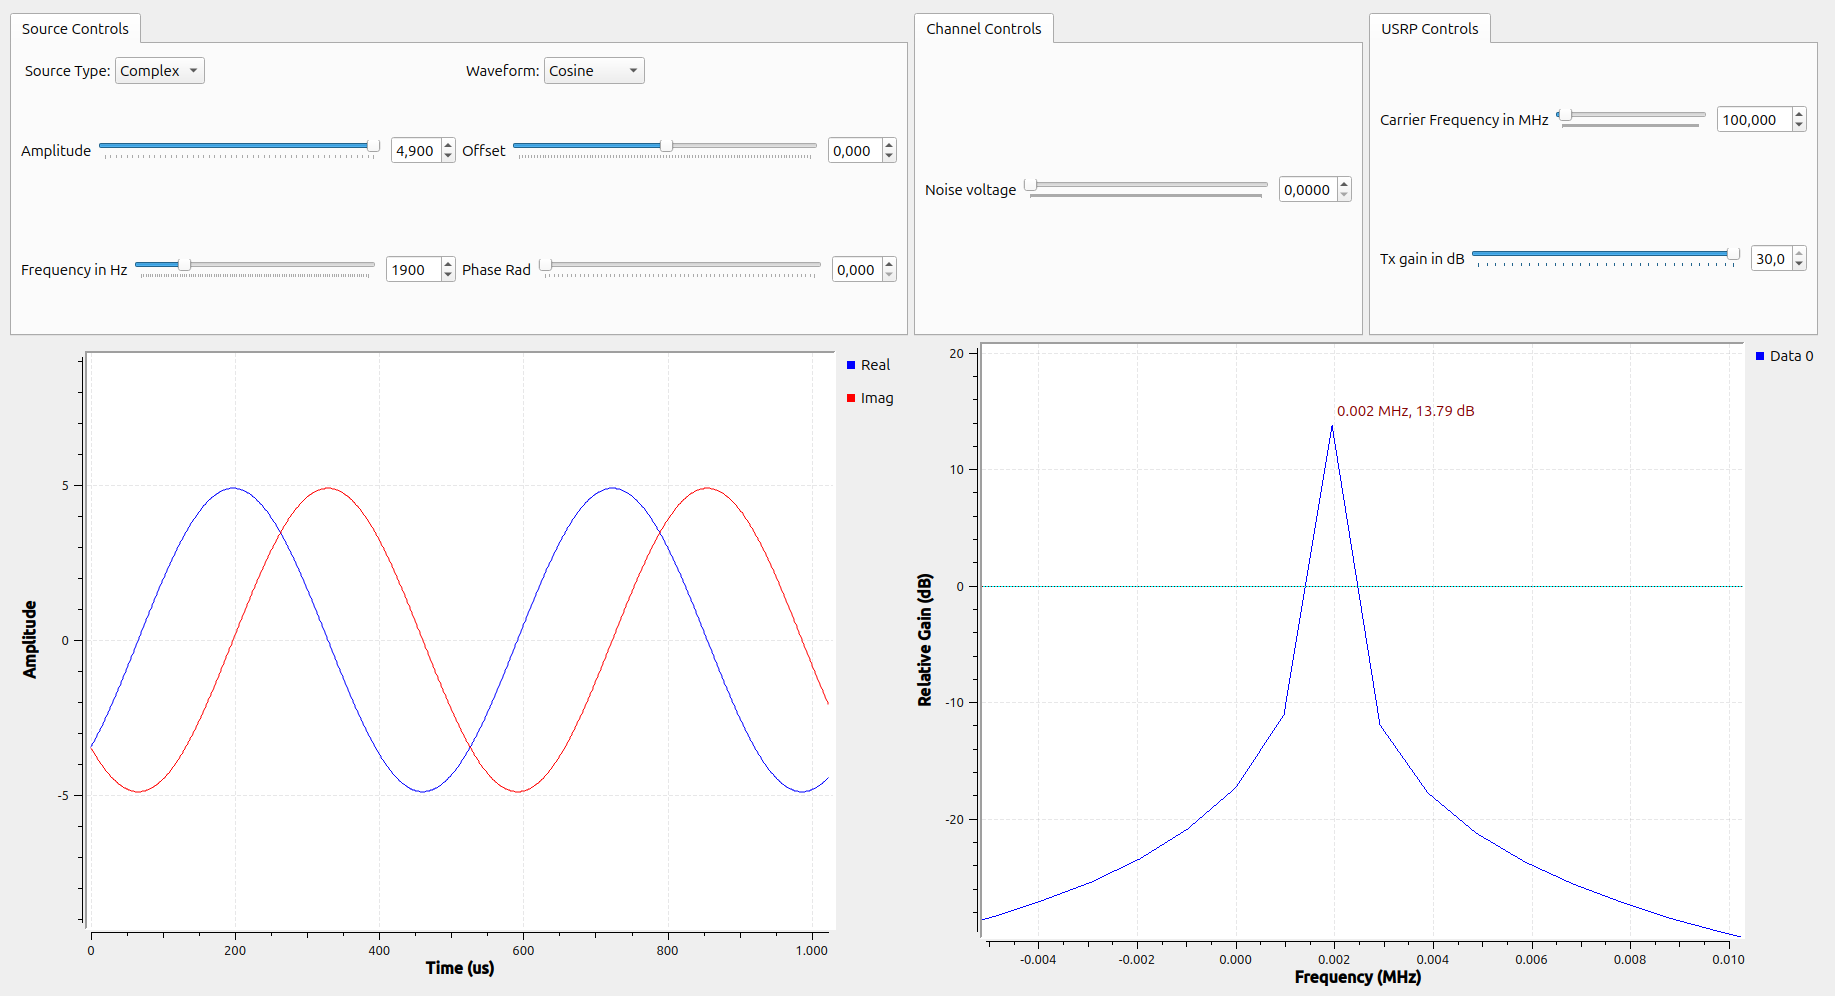 Source Controls
Source Type: Complex
Waveform: Cosine
Amplitude 4,900
Offset 0,000
Frequency in Hz 1900
Phase Rad 0,000
Channel Controls
Noise voltage 0,0000
USRP Controls
Carrier Frequency in MHz 100,000
Tx gain in dB 30,0
Real
Imag
5
0
-5
Amplitude
0 200 400 600 800 1.000
Time (us)
Data 0
0.002 MHz, 13.79 dB
20
10
0
-10
-20
Relative Gain (dB)
-0.004 -0.002 0.000 0.002 0.004 0.006 0.008 0.010
Frequency (MHz)